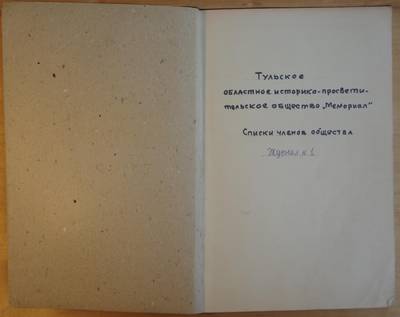 Тульское
областное историко-просвети-
тельское общество „Мемориал"
Списки членов общества
Журнал № 1